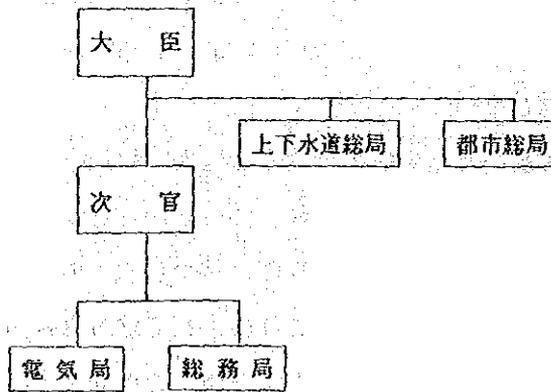 大臣
上下水道総局
都市総局
次官
電気局
総務局